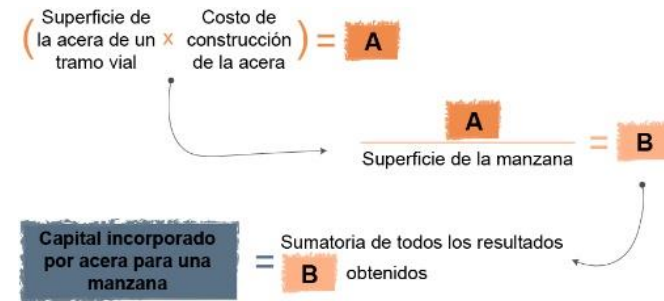 (Superficie de la acera de un tramo vial x Costo de construcción de la acera) = A
A
Superficie de la manzana
= B
Capital incorporado por acera para una manzana
=
Sumatoria de todos los resultados
B obtenidos